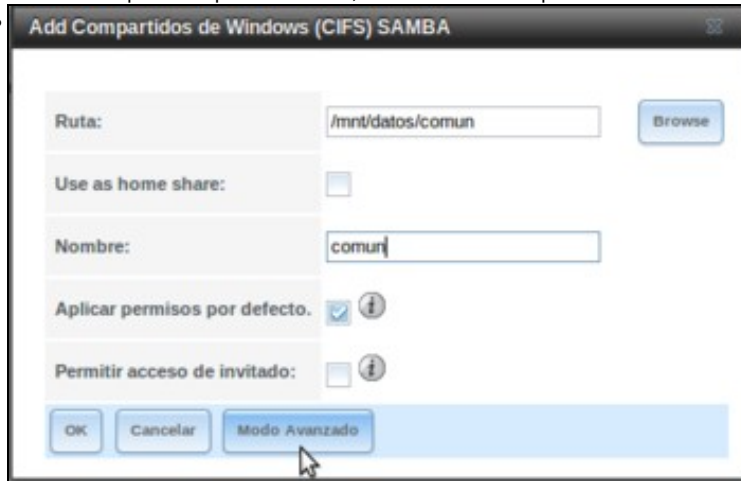 Add Compartidos de Windows (CIFS) SAMBA
Ruta: /mnt/datos/comun Browse
Use as home share:
Nombre: comun
Aplicar permisos por defecto. i
Permitir acceso de invitado: i
OK Cancelar Modo Avanzado